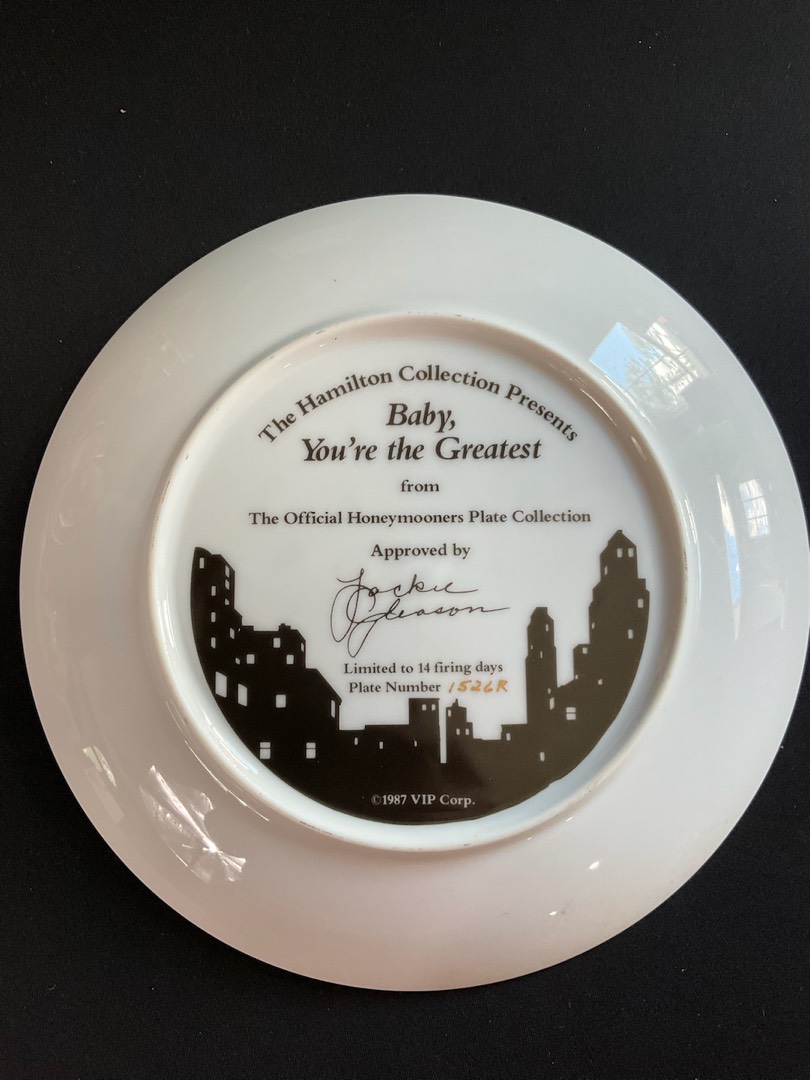 The Hamilton Collection Presents
Baby,
You're the Greatest
from
The Official Honeymooners Plate Collection
Approved by
Jackie
Gleason
Limited to 14 firing days
Plate Number 1526R
©1987 VIP Corp.